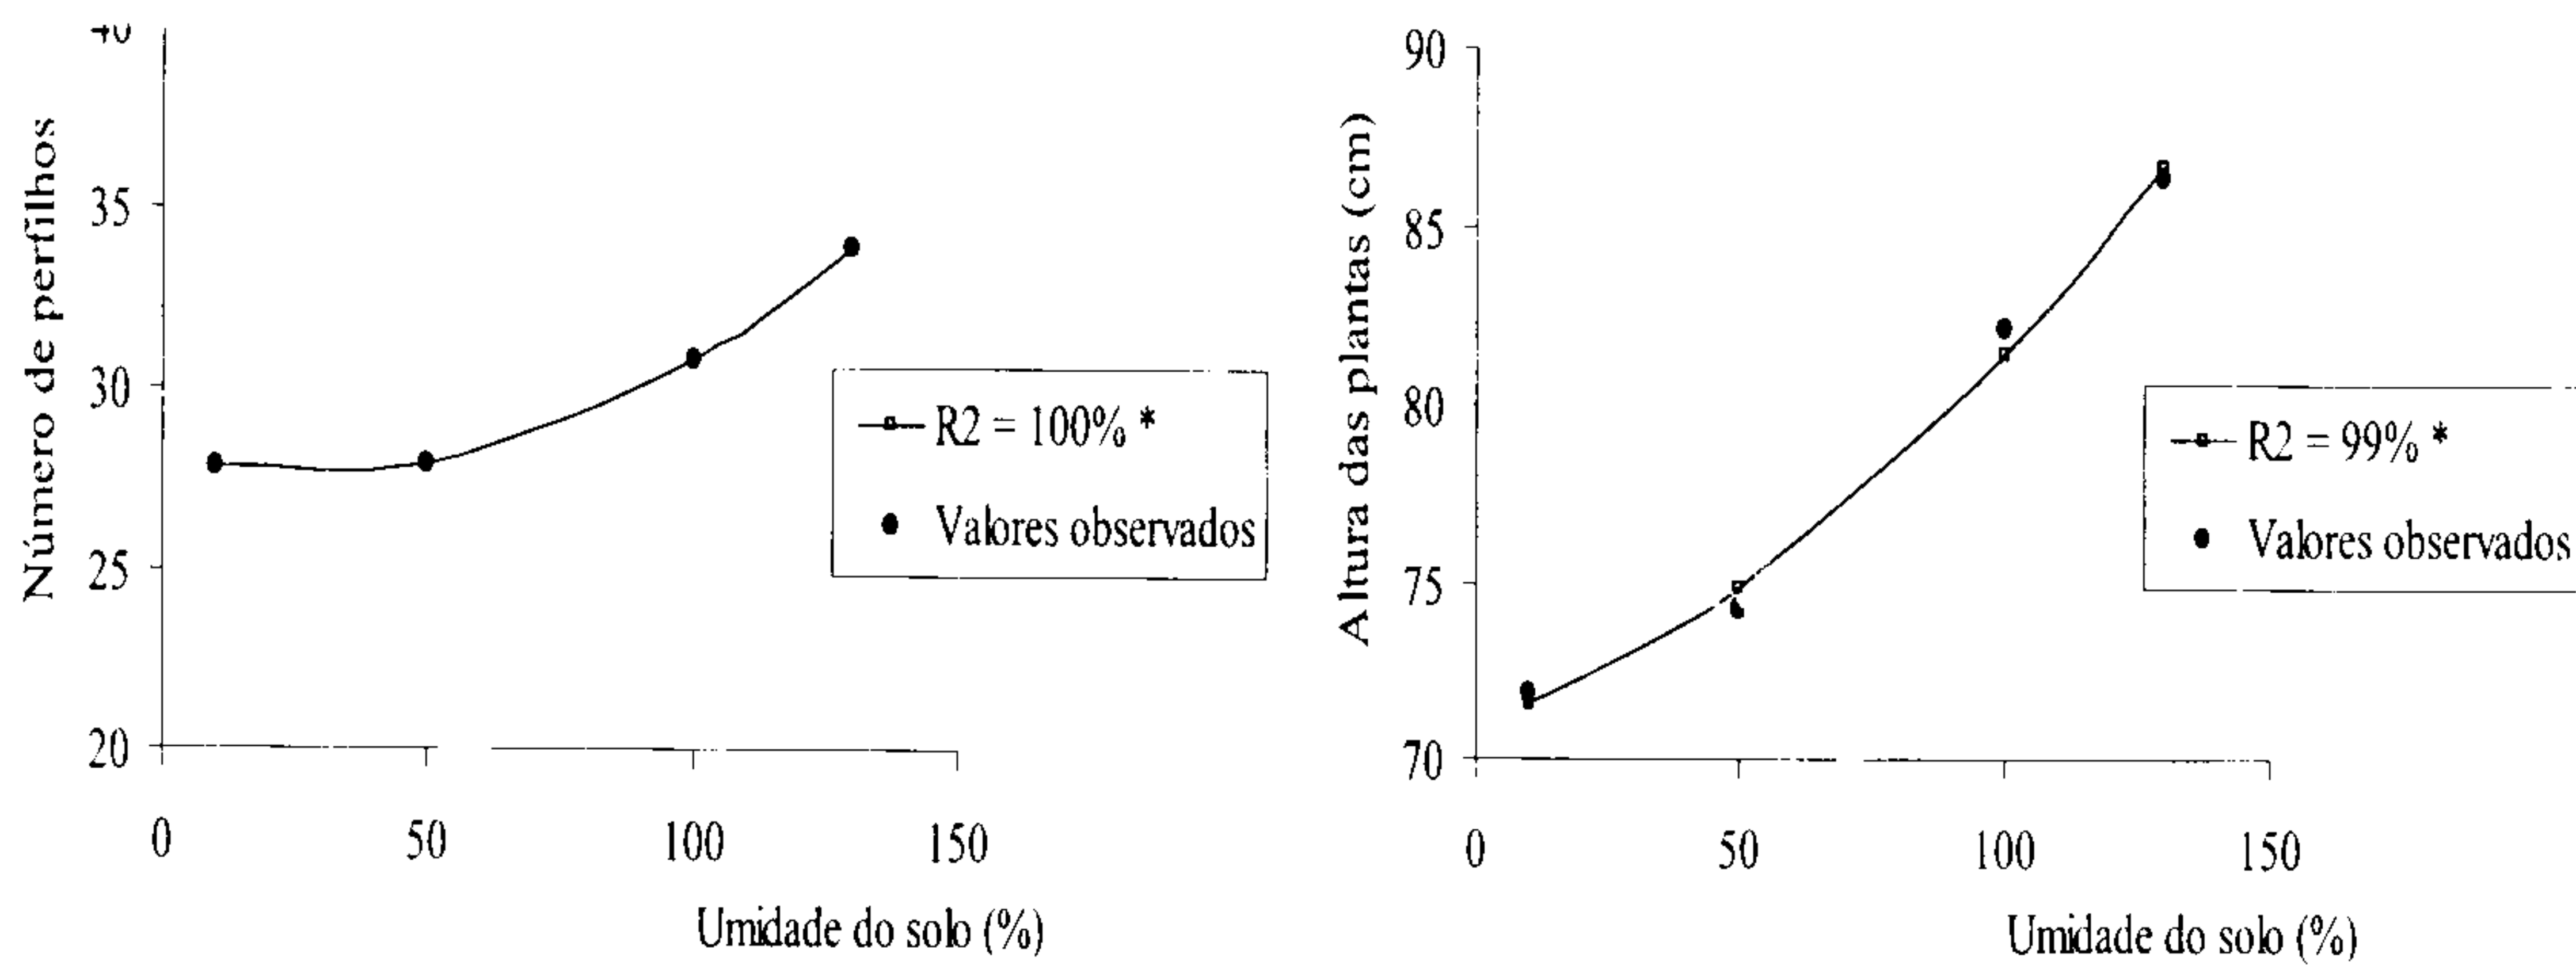 40
Número de perfilhos
35
30
25
20
0
50
100
150
Umidade do solo (%)
R2 = 100% *
Valores observados
90
Altura das plantas (cm)
85
80
75
70
0
50
100
150
Umidade do solo (%)
R2 = 99% *
Valores observados